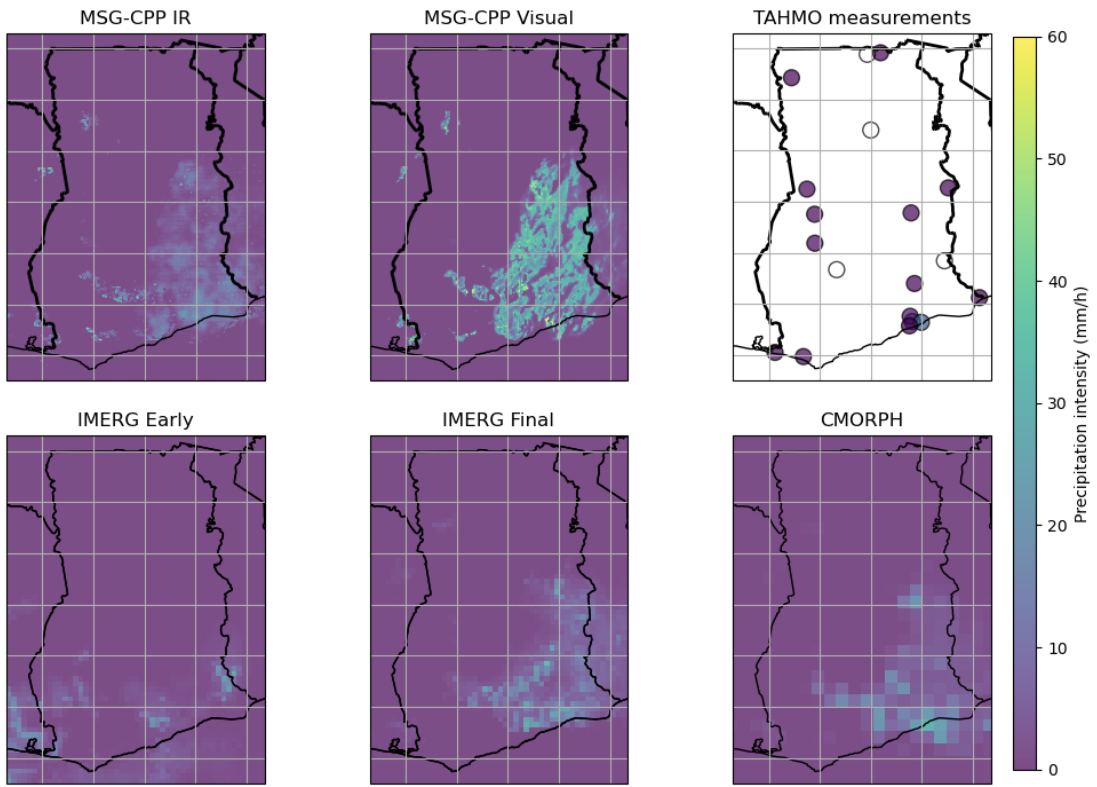 MSG-CPP IR
MSG-CPP Visual
TAHMO measurements
IMERG Early
IMERG Final
CMORPH
60
50
40
30
20
10
0
Precipitation intensity (mm/h)